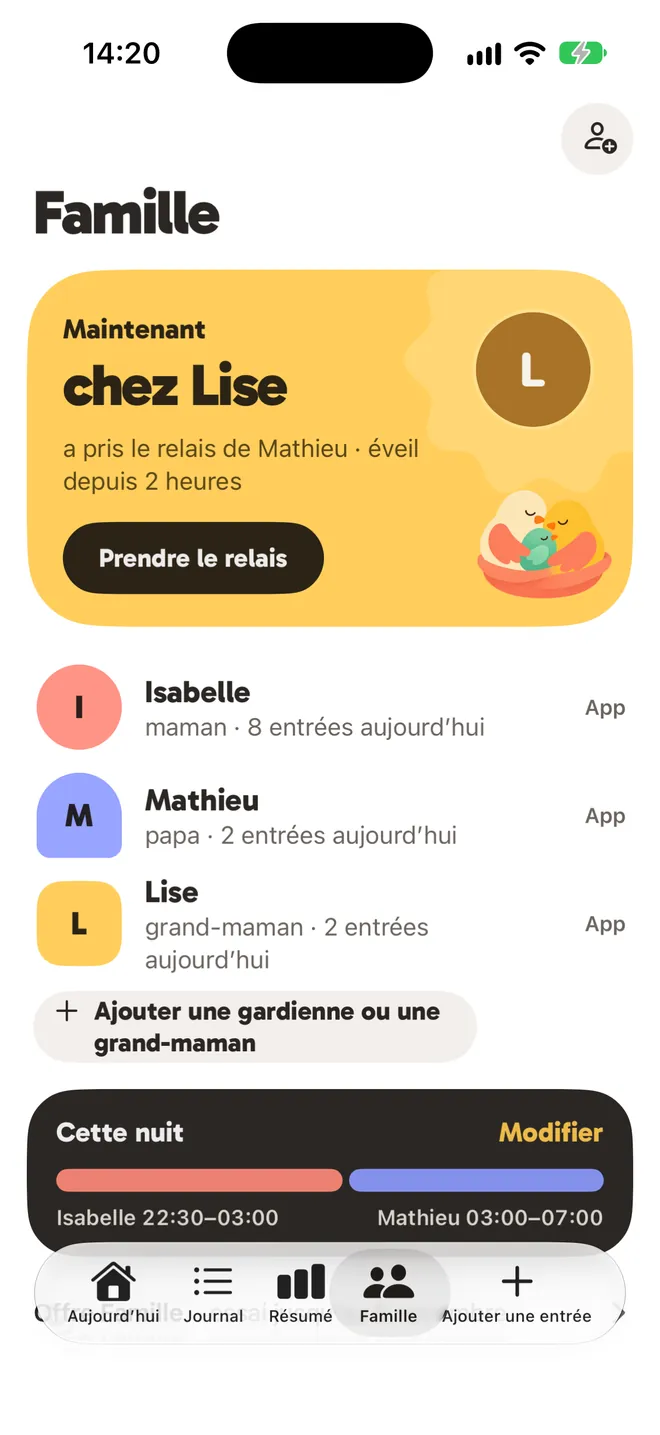 14:20
Famille
Maintenant
chez Lise
L
a pris le relais de Mathieu · éveil
depuis 2 heures
Prendre le relais
I
Isabelle
maman · 8 entrées aujourd’hui
App
M
Mathieu
papa · 2 entrées aujourd’hui
App
L
Lise
grand-maman · 2 entrées
aujourd’hui
App
Ajouter une gardienne ou une
grand-maman
Cette nuit
Modifier
Isabelle 22:30–03:00
Mathieu 03:00–07:00
Offre Famille
Aujourd’hui
Journal
Résumé
Famille
Ajouter une entrée